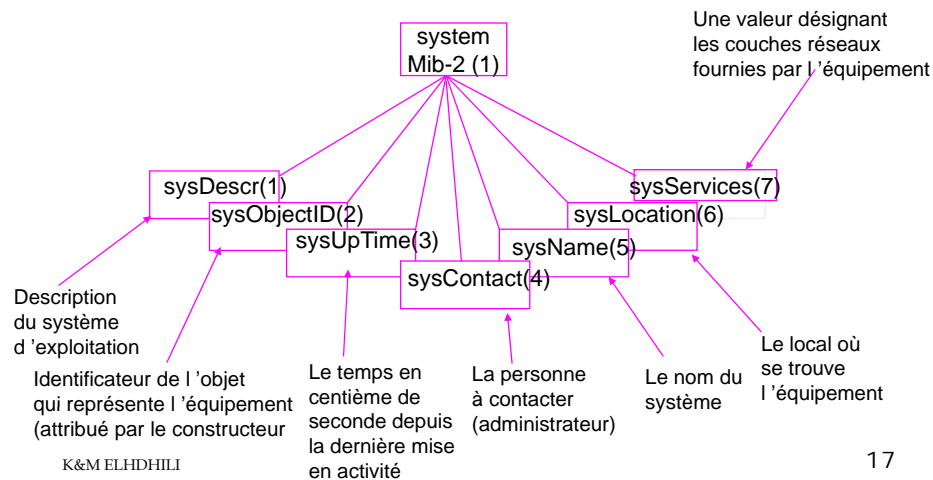 system
Mib-2 (1)
Une valeur désignant
les couches réseaux
fournies par l ’équipement
sysDescr(1)
sysObjectID(2)
sysUpTime(3)
sysContact(4)
sysName(5)
sysLocation(6)
sysServices(7)
Description
du système
d ’exploitation
Identificateur de l ’objet
qui représente l ’équipement
(attribué par le constructeur
Le temps en
centième de
seconde depuis
la dernière mise
en activité
La personne
à contacter
(administrateur)
Le nom du
système
Le local où
se trouve
l ’équipement
K&M ELHDHILI
17